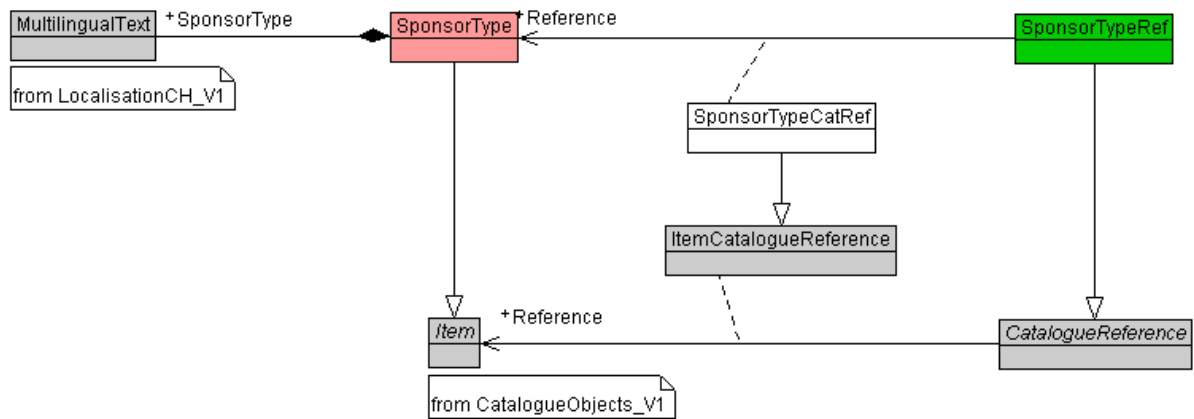 MultilingualText
+SponsorType
SponsorType
+Reference
SponsorTypeRef
from LocalisationCH_V1
SponsorTypeCatRef
ItemCatalogueReference
Item
+Reference
CatalogueReference
from CatalogueObjects_V1